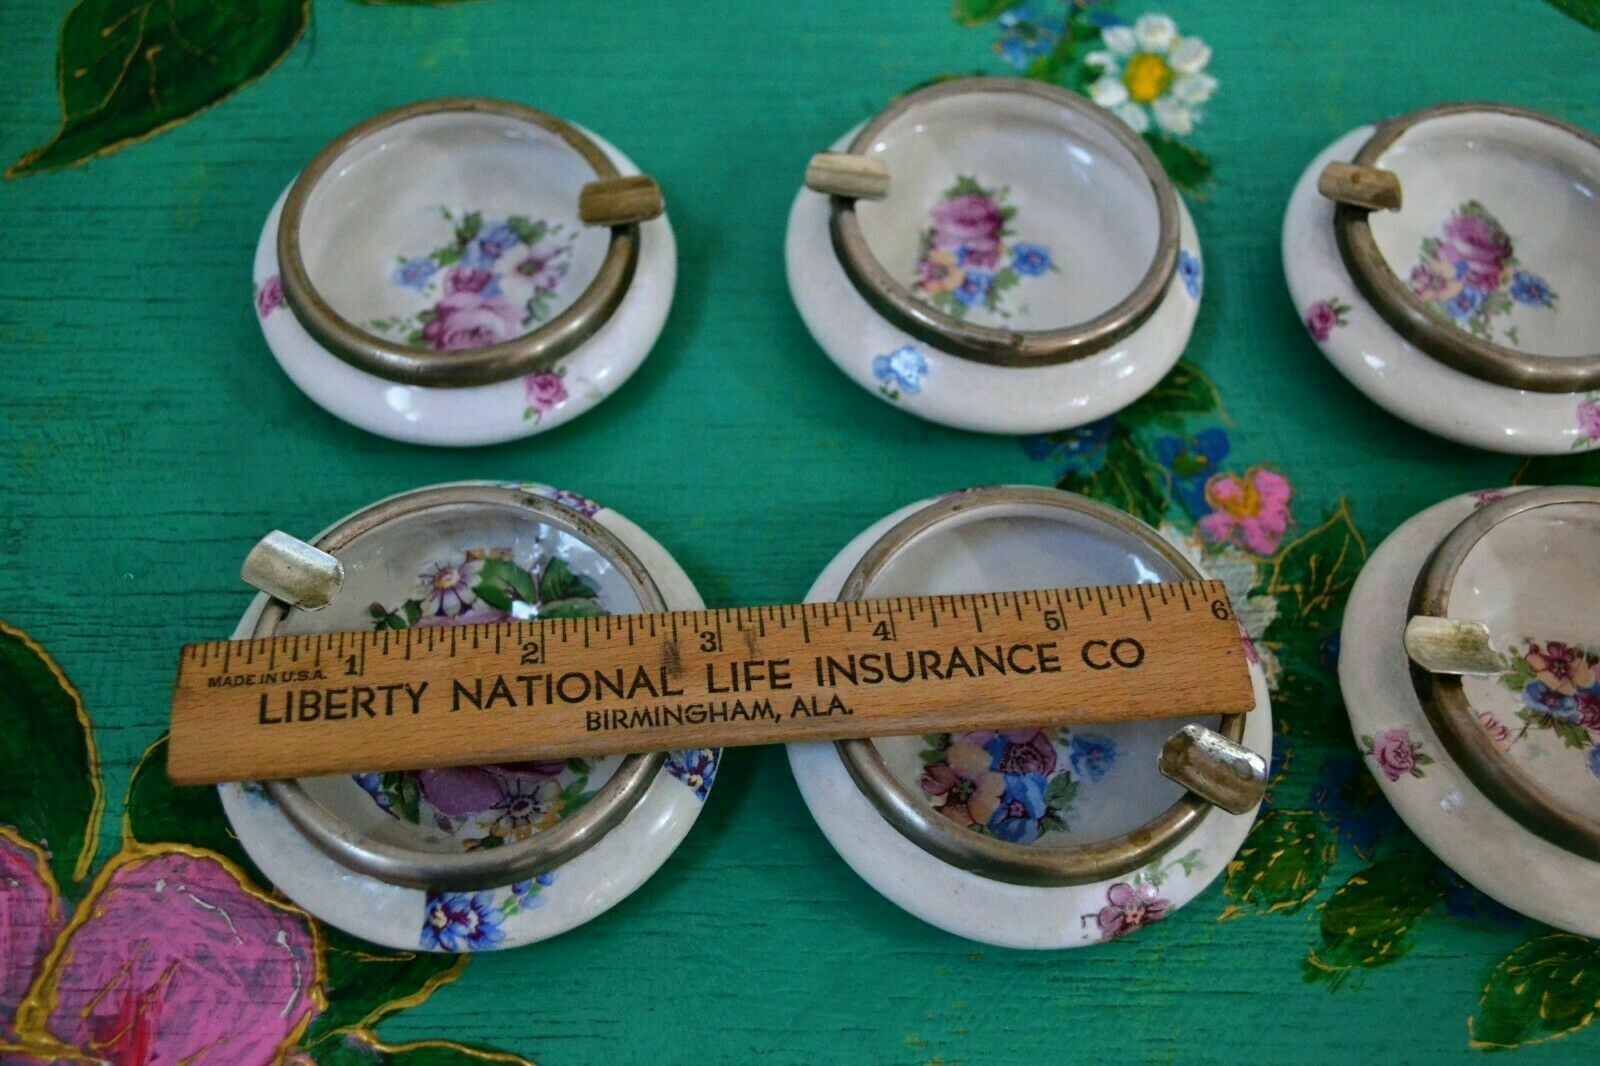 1 2 3 4 5 6
MADE IN U.S.A.
LIBERTY NATIONAL LIFE INSURANCE CO
BIRMINGHAM, ALA.